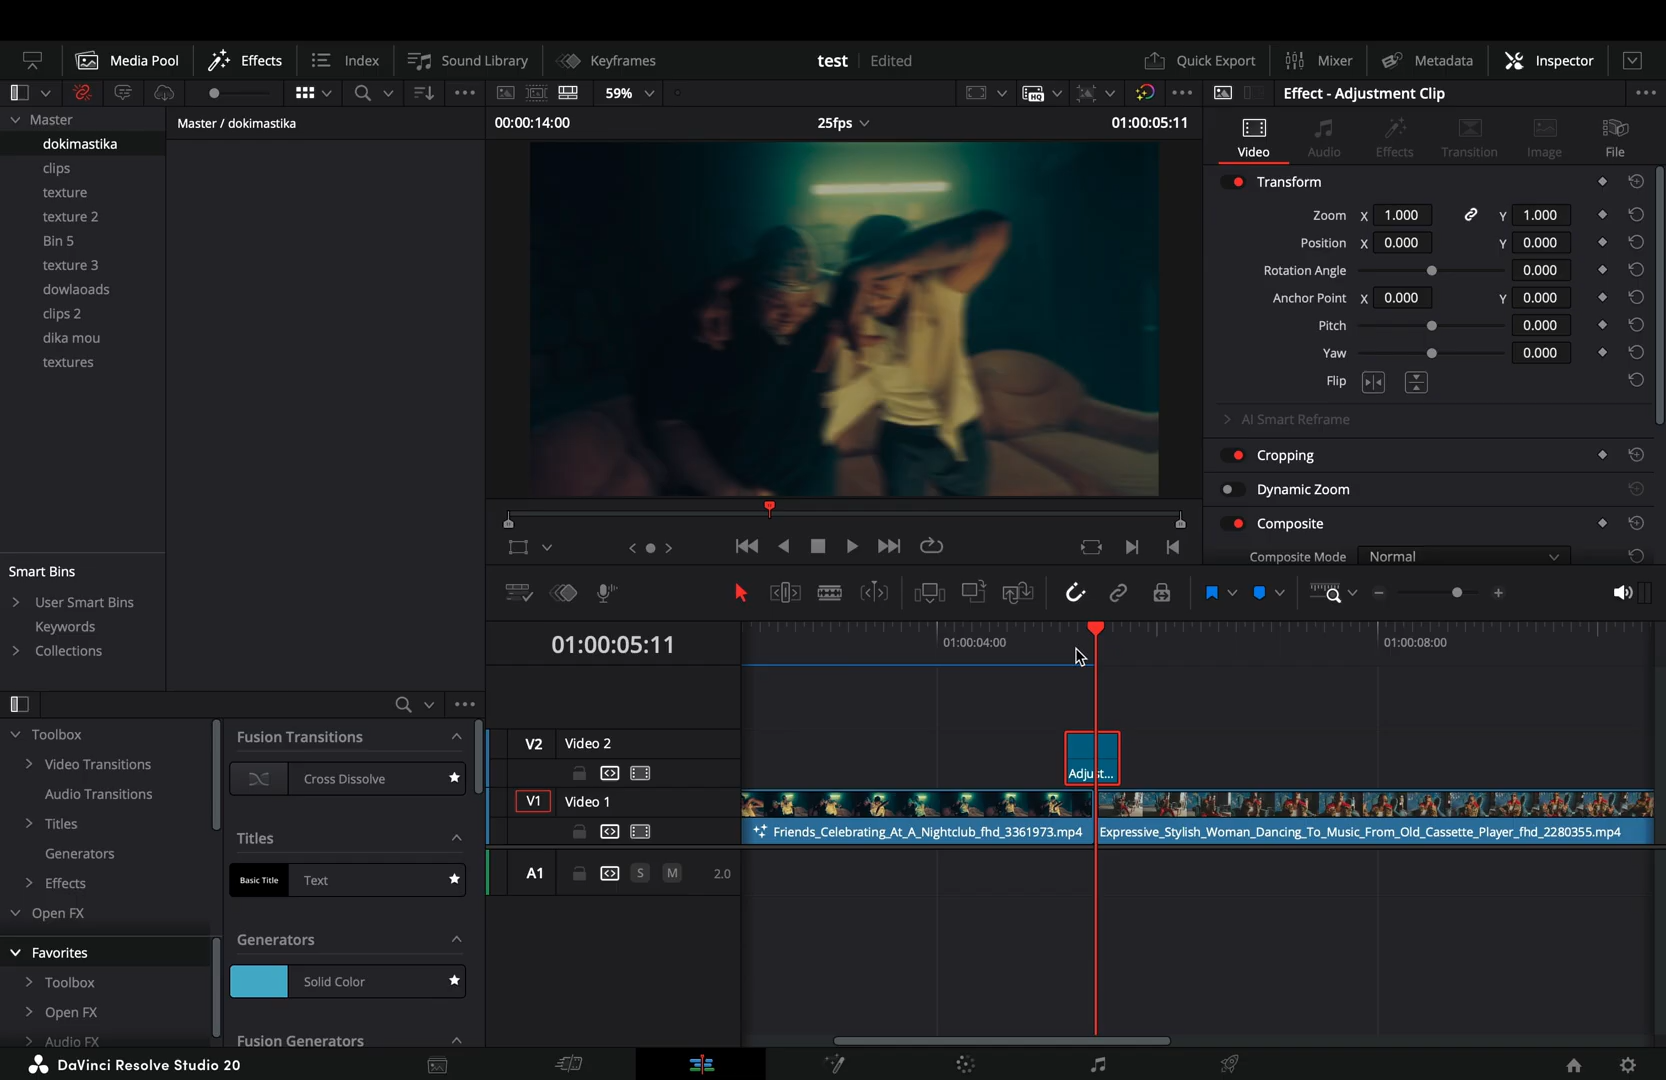 Media Pool
Effects
Index
Sound Library
Keyframes
test
Edited
Quick Export
Mixer
Metadata
Inspector
59%
Effect - Adjustment Clip
Master
Master / dokimastika
00:00:14:00
25fps
01:00:05:11
dokimastika
clips
texture
texture 2
Bin 5
texture 3
dowlaoads
clips 2
dika mou
textures
Video
Audio
Effects
Transition
Image
File
Transform
Zoom X 1.000 Y 1.000
Position X 0.000 Y 0.000
Rotation Angle 0.000
Anchor Point X 0.000 Y 0.000
Pitch 0.000
Yaw 0.000
Flip
AI Smart Reframe
Cropping
Dynamic Zoom
Composite
Composite Mode Normal
Smart Bins
User Smart Bins
Keywords
Collections
01:00:05:11
01:00:04:00
01:00:08:00
Toolbox
Video Transitions
Audio Transitions
Titles
Generators
Effects
Open FX
Favorites
Toolbox
Open FX
Audio FX
Fusion Transitions
Cross Dissolve
Titles
Basic Title
Text
Generators
Solid Color
Fusion Generators
V2 Video 2
Adjust...
V1 Video 1
Friends_Celebrating_At_A_Nightclub_fhd_3361973.mp4
Expressive_Stylish_Woman_Dancing_To_Music_From_Old_Cassette_Player_fhd_2280355.mp4
A1 S M 2.0
DaVinci Resolve Studio 20